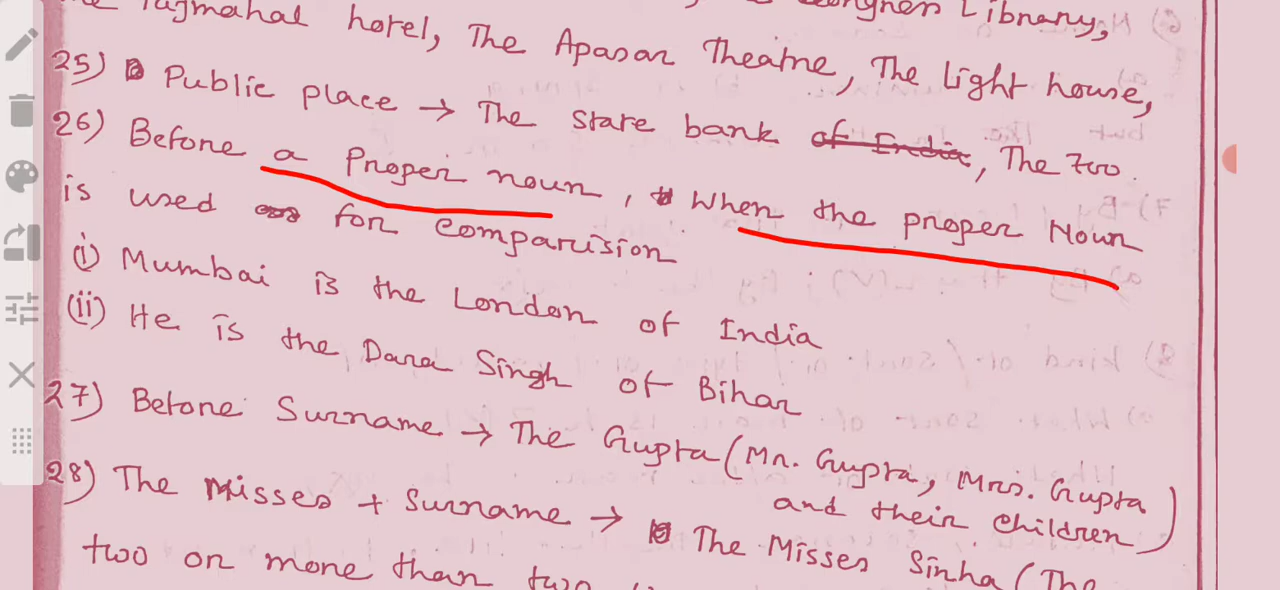 Tajmahal hotel, The Apasar Theatre, The Light house, Library,
25) Public place → The State bank of India, The Zoo.
26) Before a Proper noun, When the proper Noun
is used for comparision
(i) Mumbai is the London of India
(ii) He is the Dara Singh of Bihar
27) Before Surname → The Gupta (Mr. Gupta, Mrs. Gupta
and their children)
28) The Misses + Surname → The Misses Sinha (The
two or more than two